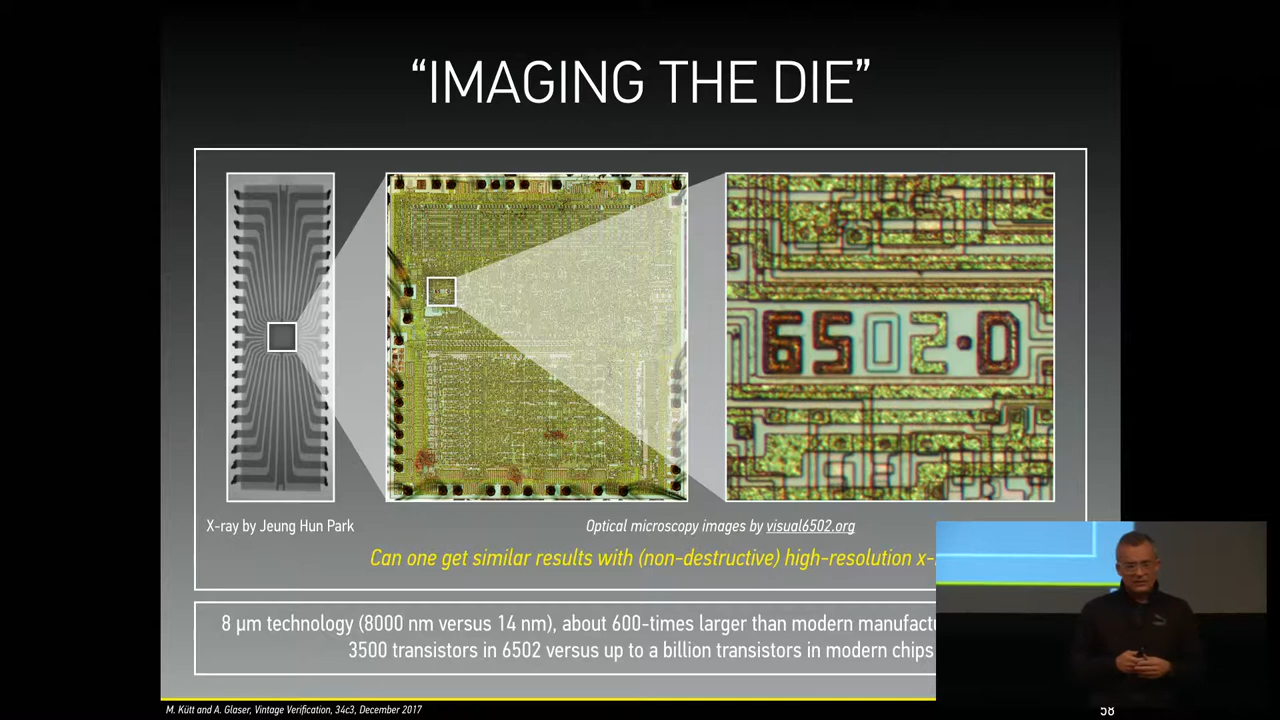 “IMAGING THE DIE”
6502•D
X-ray by Jeung Hun Park
Optical microscopy images by visual6502.org
Can one get similar results with (non-destructive) high-resolution x-
8 μm technology (8000 nm versus 14 nm), about 600-times larger than modern
3500 transistors in 6502 versus up to a billion transistors in modern chips
M. Kütt and A. Glaser, Vintage Verification, 34c3, December 2017
58